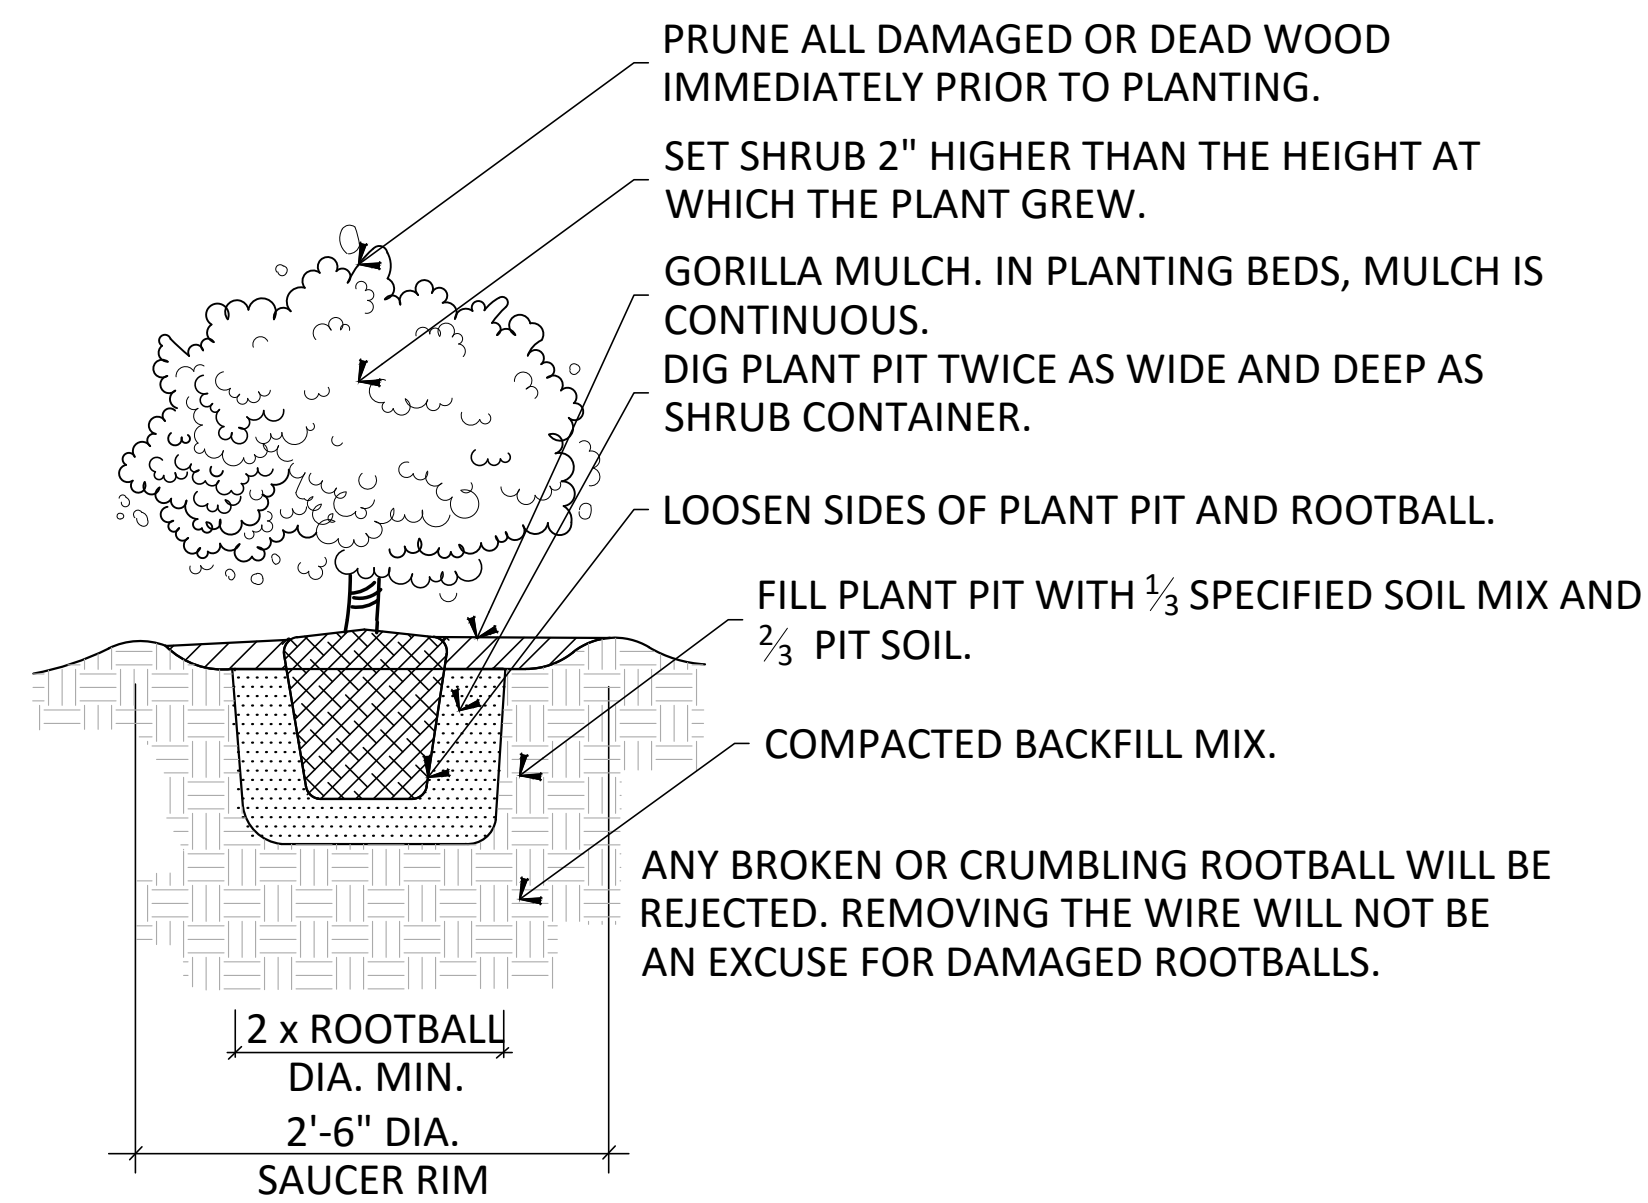 PRUNE ALL DAMAGED OR DEAD WOOD
IMMEDIATELY PRIOR TO PLANTING.
SET SHRUB 2" HIGHER THAN THE HEIGHT AT
WHICH THE PLANT GREW.
GORILLA MULCH. IN PLANTING BEDS, MULCH IS
CONTINUOUS.
DIG PLANT PIT TWICE AS WIDE AND DEEP AS
SHRUB CONTAINER.
LOOSEN SIDES OF PLANT PIT AND ROOTBALL.
FILL PLANT PIT WITH 1/3 SPECIFIED SOIL MIX AND
2/3 PIT SOIL.
COMPACTED BACKFILL MIX.
ANY BROKEN OR CRUMBLING ROOTBALL WILL BE
REJECTED. REMOVING THE WIRE WILL NOT BE
AN EXCUSE FOR DAMAGED ROOTBALLS.
2 x ROOTBALL
DIA. MIN.
2'-6" DIA.
SAUCER RIM